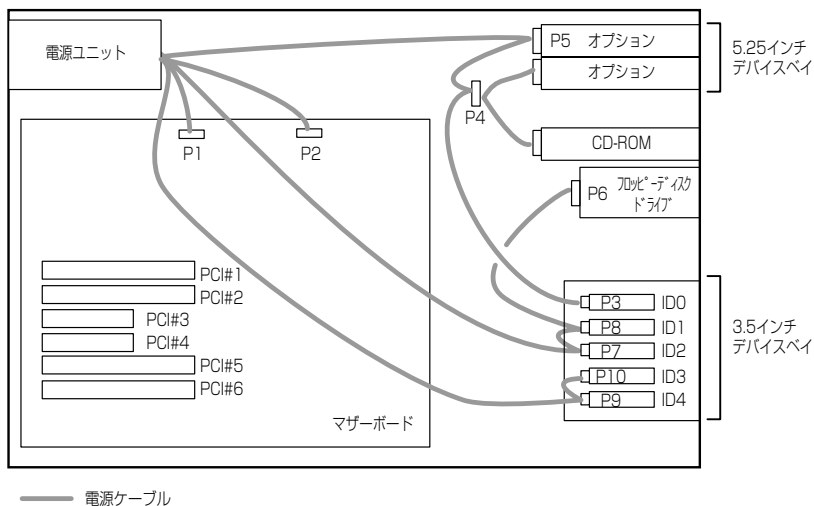 電源ユニット
P5 オプション
オプション
5.25インチ
デバイスベイ
P4
P1
P2
CD-ROM
P6 フロッピーディスク
ドライブ
PCI#1
PCI#2
PCI#3
PCI#4
PCI#5
PCI#6
P3 ID0
P8 ID1
P7 ID2
P10 ID3
P9 ID4
3.5インチ
デバイスベイ
マザーボード
電源ケーブル